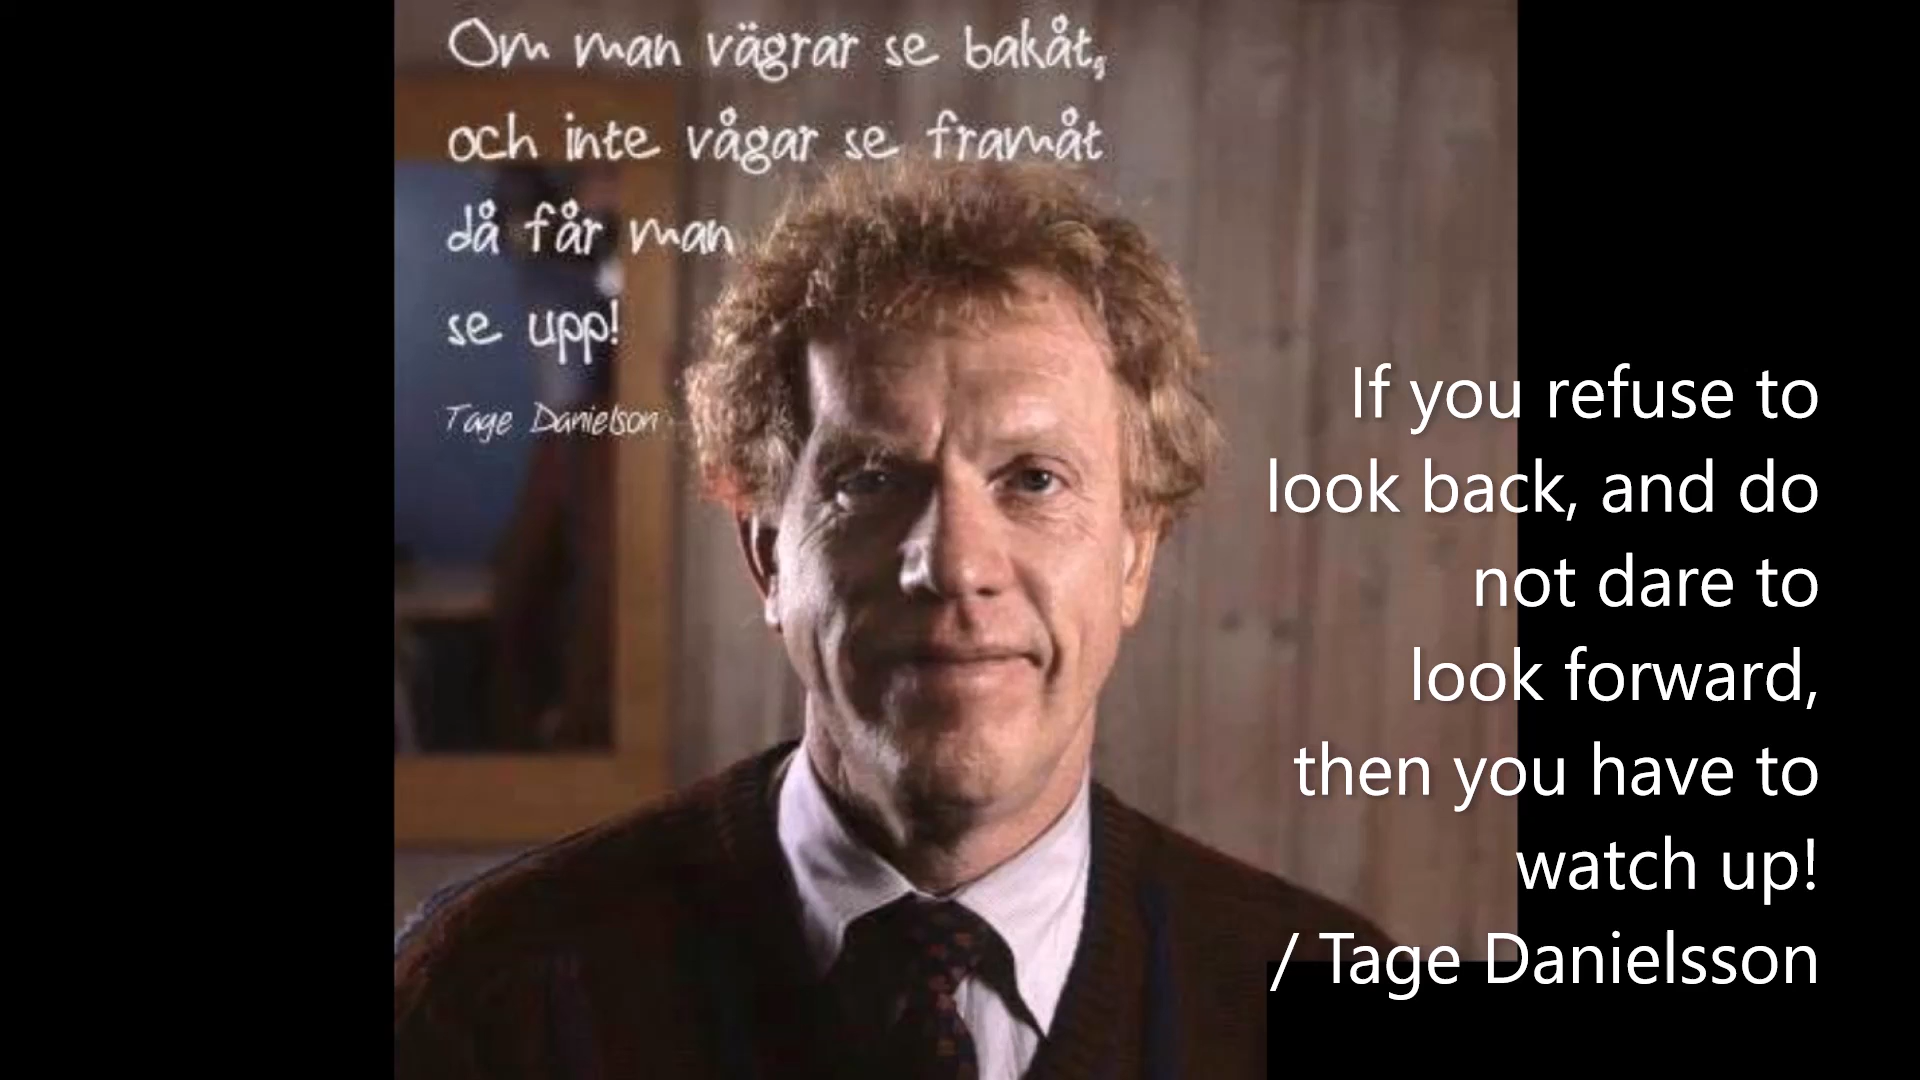 Om man vägrar se bakåt,
och inte vågar se framåt
då får man
se upp!
Tage Danielson
If you refuse to
look back, and do
not dare to
look forward,
then you have to
watch up!
/ Tage Danielsson